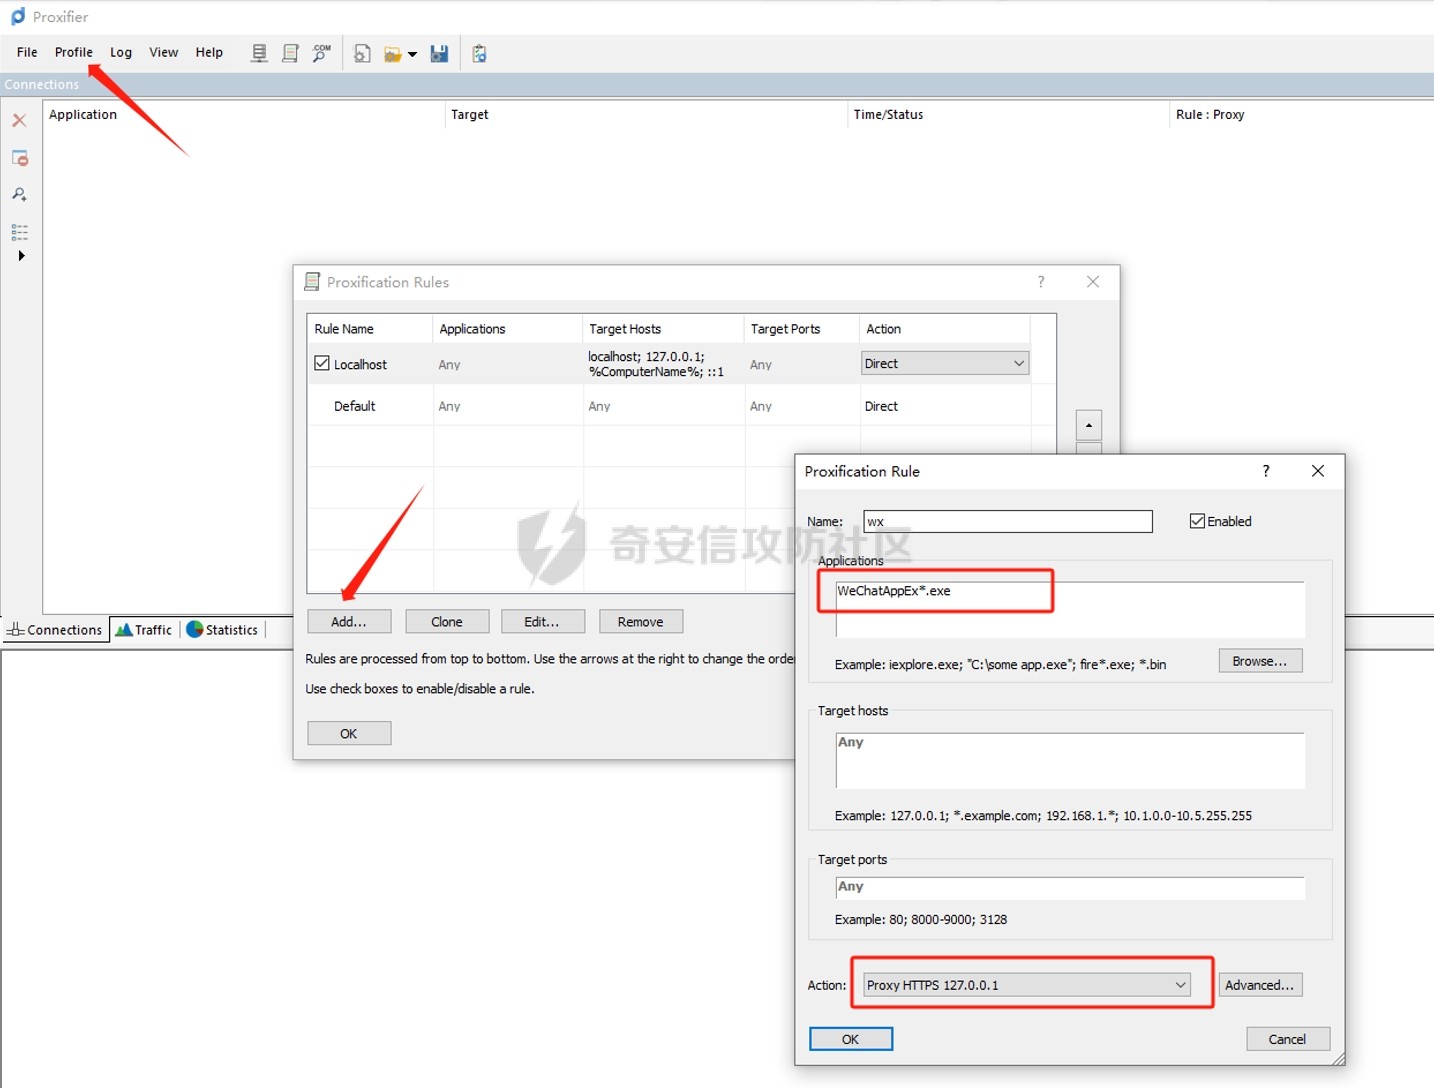 Proxifier
File Profile Log View Help
Connections
Application Target Time/Status Rule : Proxy
Proxification Rules
Rule Name Applications Target Hosts Target Ports Action
Localhost Any localhost; 127.0.0.1; %ComputerName%; ::1 Any Direct
Default Any Any Any Direct
Add... Clone Edit... Remove
Rules are processed from top to bottom. Use the arrows at the right to change the orde
Use check boxes to enable/disable a rule.
OK
Connections Traffic Statistics
Proxification Rule
Name: wx Enabled
Applications
WeChatAppEx*.exe
Example: iexplore.exe; "C:\some app.exe"; fire*.exe; *.bin Browse...
Target hosts
Any
Example: 127.0.0.1; *.example.com; 192.168.1.*; 10.1.0.0-10.5.255.255
Target ports
Any
Example: 80; 8000-9000; 3128
Action: Proxy HTTPS 127.0.0.1 Advanced...
OK Cancel
奇安信攻防社区